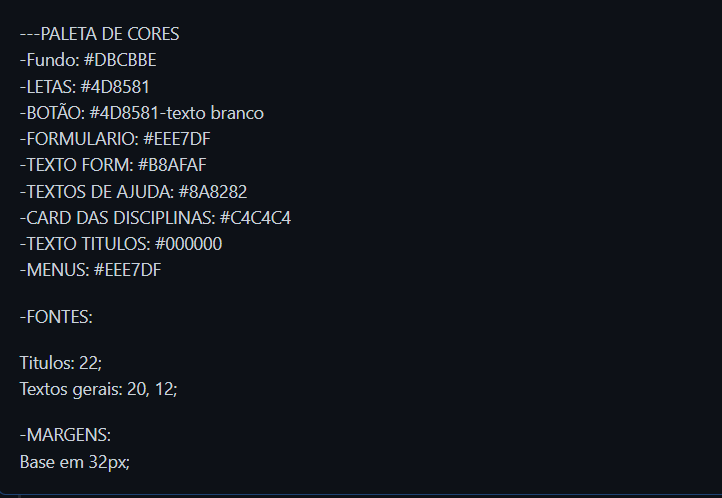 ---PALETA DE CORES
-Fundo: #DBCBBE
-LETAS: #4D8581
-BOTÃO: #4D8581-texto branco
-FORMULARIO: #EEE7DF
-TEXTO FORM: #B8AFAF
-TEXTOS DE AJUDA: #8A8282
-CARD DAS DISCIPLINAS: #C4C4C4
-TEXTO TITULOS: #000000
-MENUS: #EEE7DF
-FONTES:
Titulos: 22;
Textos gerais: 20, 12;
-MARGENS:
Base em 32px;